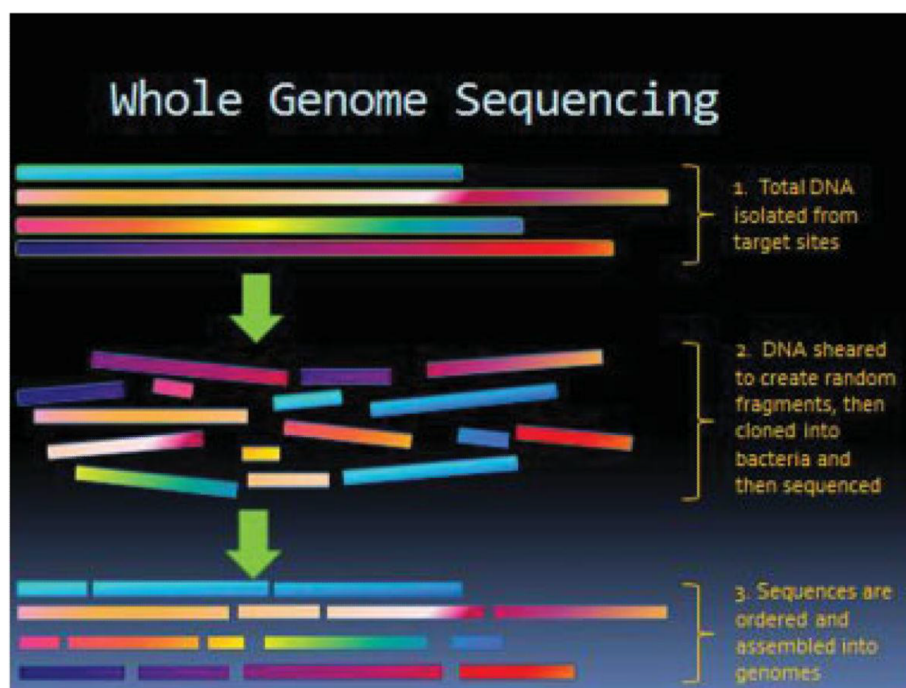 Whole Genome Sequencing
1. Total DNA
isolated from
target sites
2. DNA sheared
to create random
fragments, then
cloned into
bacteria and
then sequenced
3. Sequences are
ordered and
assembled into
genomes